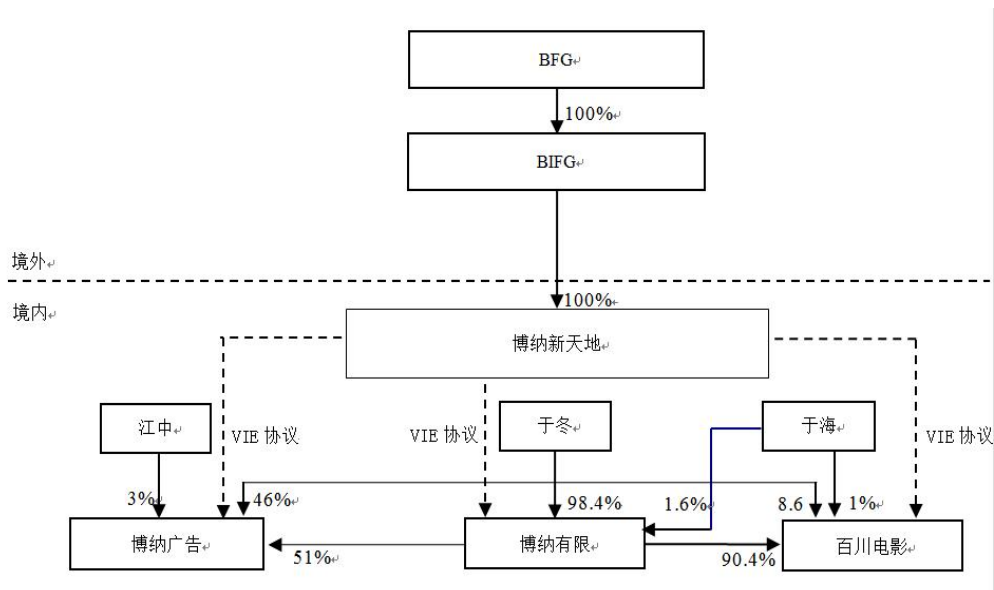 BFG
100%
BIFG
境外
100%
境内
博纳新天地
江中
VIE 协议
VIE 协议
于冬
于海
VIE 协议
3%
46%
98.4%
1.6%
8.6
1%
博纳广告
博纳有限
百川电影
51%
90.4%